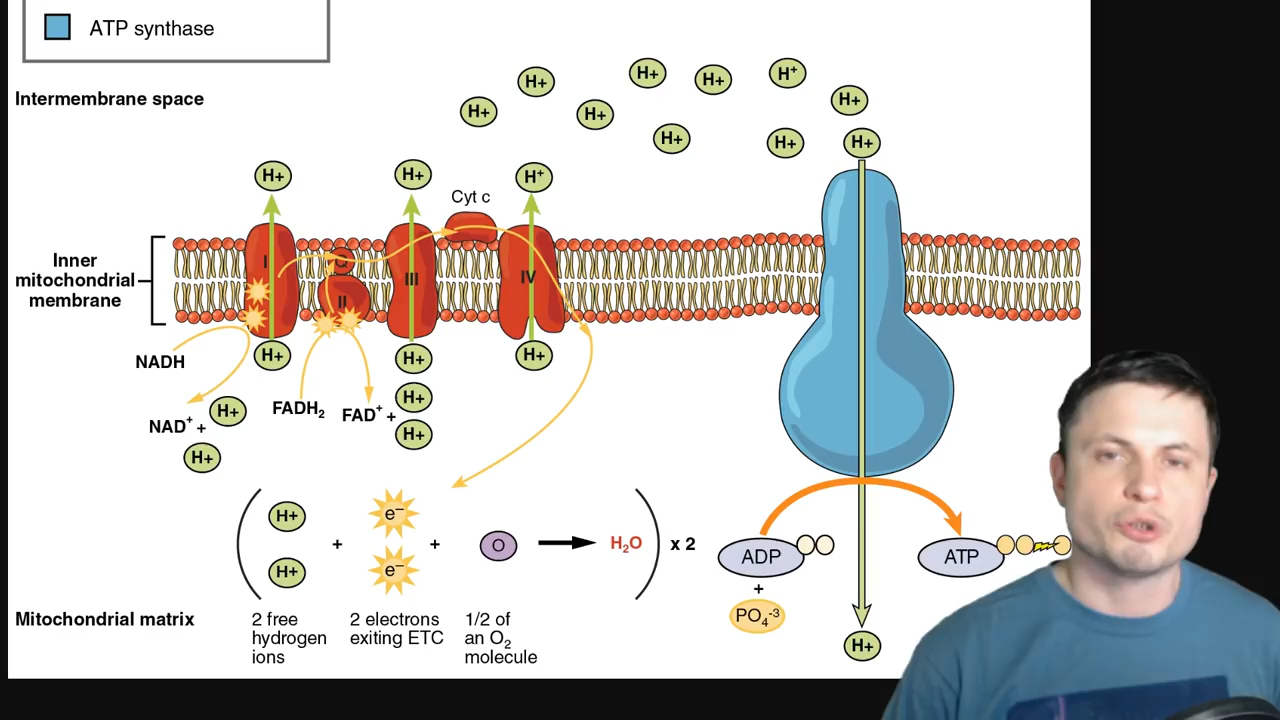 ATP synthase
Intermembrane space
H+
H+
H+
H+
H+
H+
H+
H+
H+
H+
H+
H+
H+
Cyt c
Inner
mitochondrial
membrane
I
Q
II
III
IV
NADH
H+
H+
H+
H+
H+
NAD+ +
H+
H+
FADH2
FAD+ +
H+
H+
+
e-
e-
+
O
H2O
x 2
ADP
+
PO4-3
ATP
H+
Mitochondrial matrix
2 free
hydrogen
ions
2 electrons
exiting ETC
1/2 of
an O2
molecule